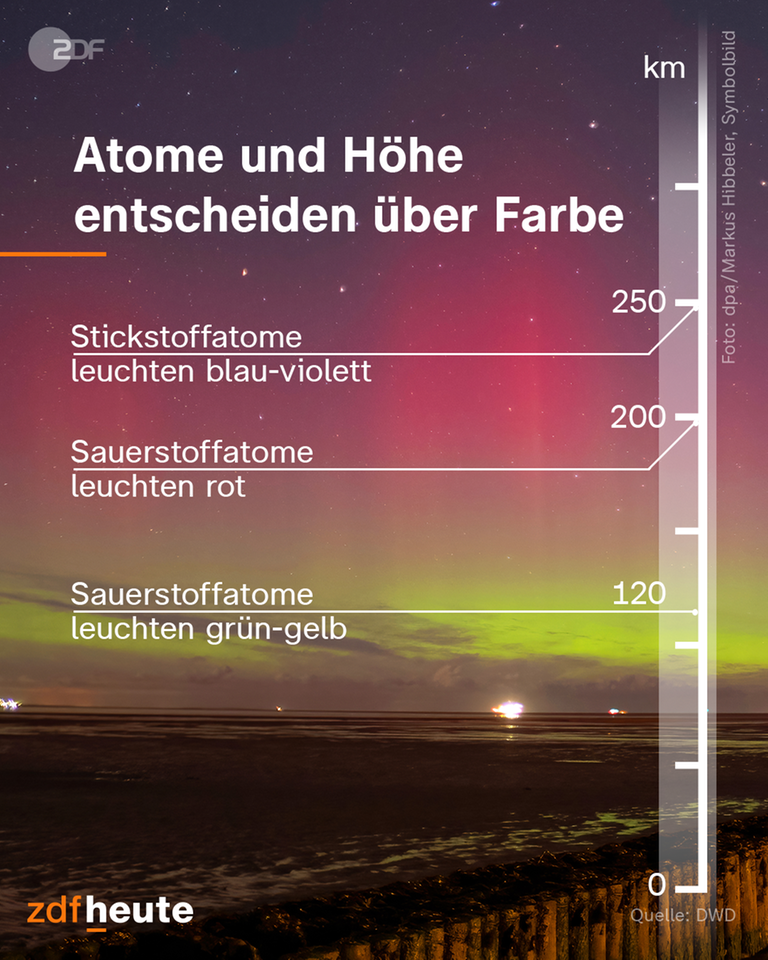 ZDF
km
Atome und Höhe
entscheiden über Farbe
250
Stickstoffatome
leuchten blau-violett
200
Sauerstoffatome
leuchten rot
120
Sauerstoffatome
leuchten grün-gelb
0
Quelle: DWD
zdfheute
Foto: dpa/Markus Hibbeler, Symbolbild